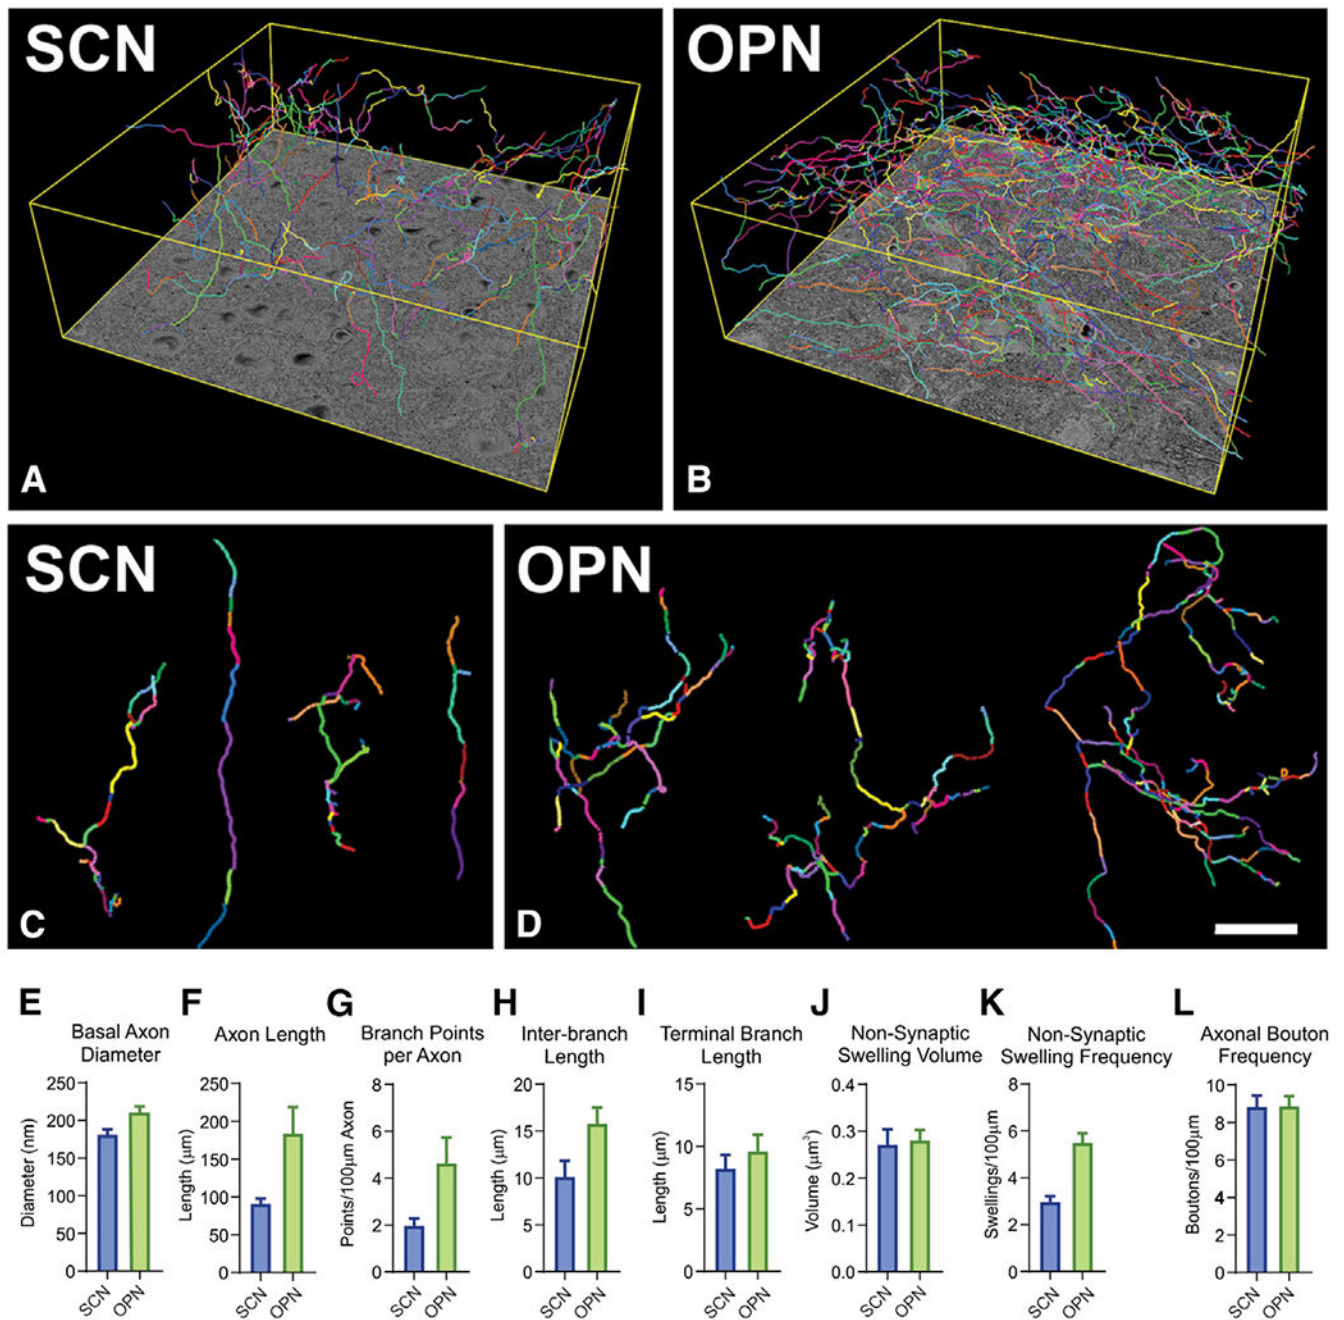 SCN
OPN
A
B
SCN
OPN
C
D
E
F
G
H
I
J
K
L
Basal Axon
Diameter
Axon Length
Branch Points
per Axon
Inter-branch
Length
Terminal Branch
Length
Non-Synaptic
Swelling Volume
Non-Synaptic
Swelling Frequency
Axonal Bouton
Frequency
Diameter (nm)
250
200
150
100
50
0
SCN
OPN
Length (μm)
250
200
150
100
50
0
SCN
OPN
Points/100μm Axon
8
6
4
2
0
SCN
OPN
Length (μm)
20
15
10
5
0
SCN
OPN
Length (μm)
15
10
5
0
SCN
OPN
Volume (μm³)
0.4
0.3
0.2
0.1
0.0
SCN
OPN
Swellings/100μm
8
6
4
2
0
SCN
OPN
Boutons/100μm
10
8
6
4
2
0
SCN
OPN